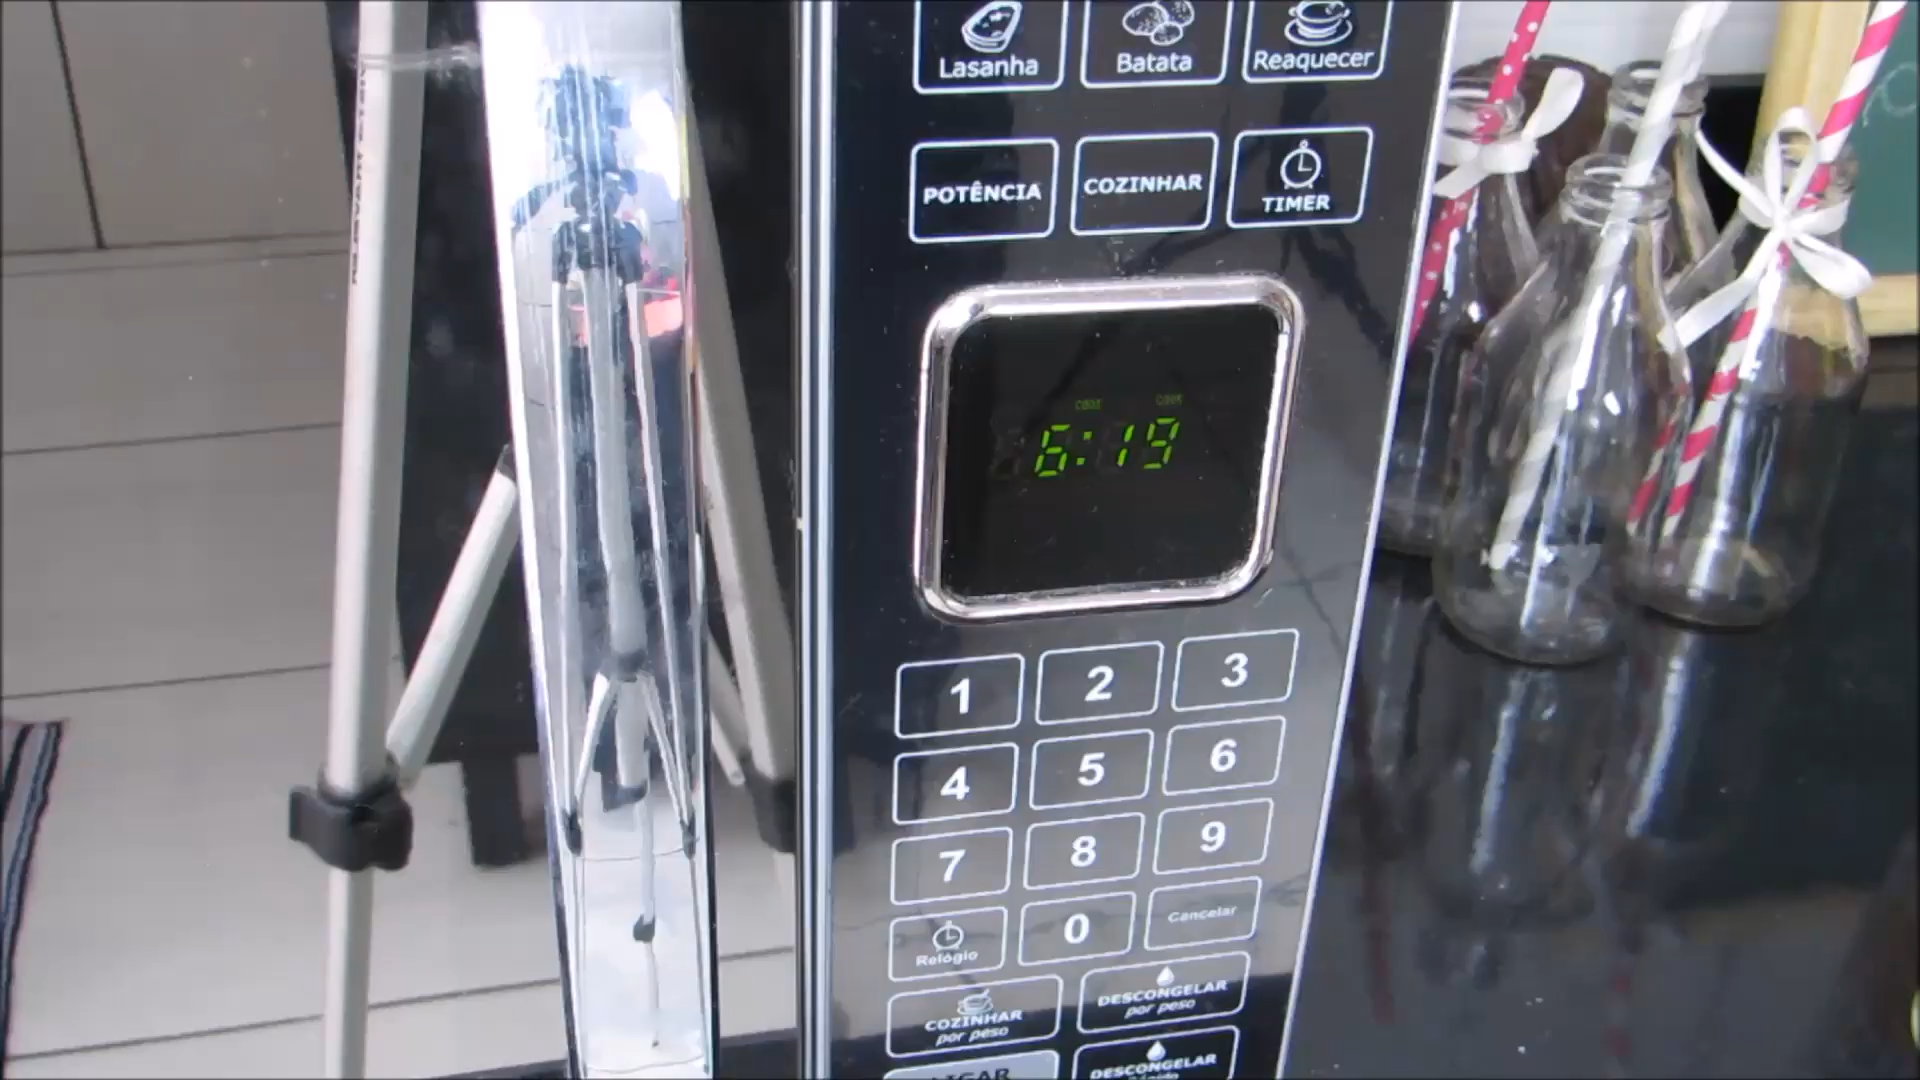 Lasanha
Batata
Reaquecer
POTÊNCIA
COZINHAR
TIMER
6:19
1
2
3
4
5
6
7
8
9
Relógio
0
Cancelar
COZINHAR
por peso
DESCONGELAR
por peso
DESCONGELAR